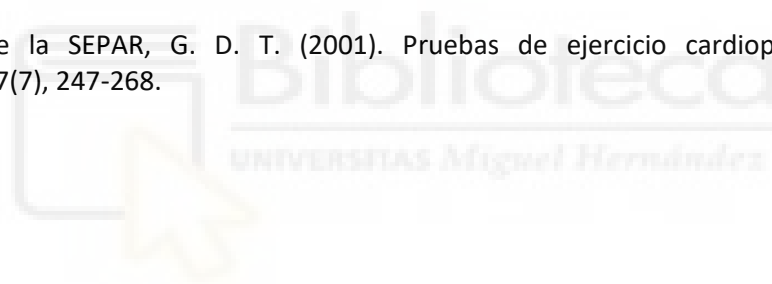 e la SEPAR, G. D. T. (2001). Pruebas de ejercicio cardiop
7(7), 247-268.
Biblioteca
UNIVERSITAS Miguel Hernández